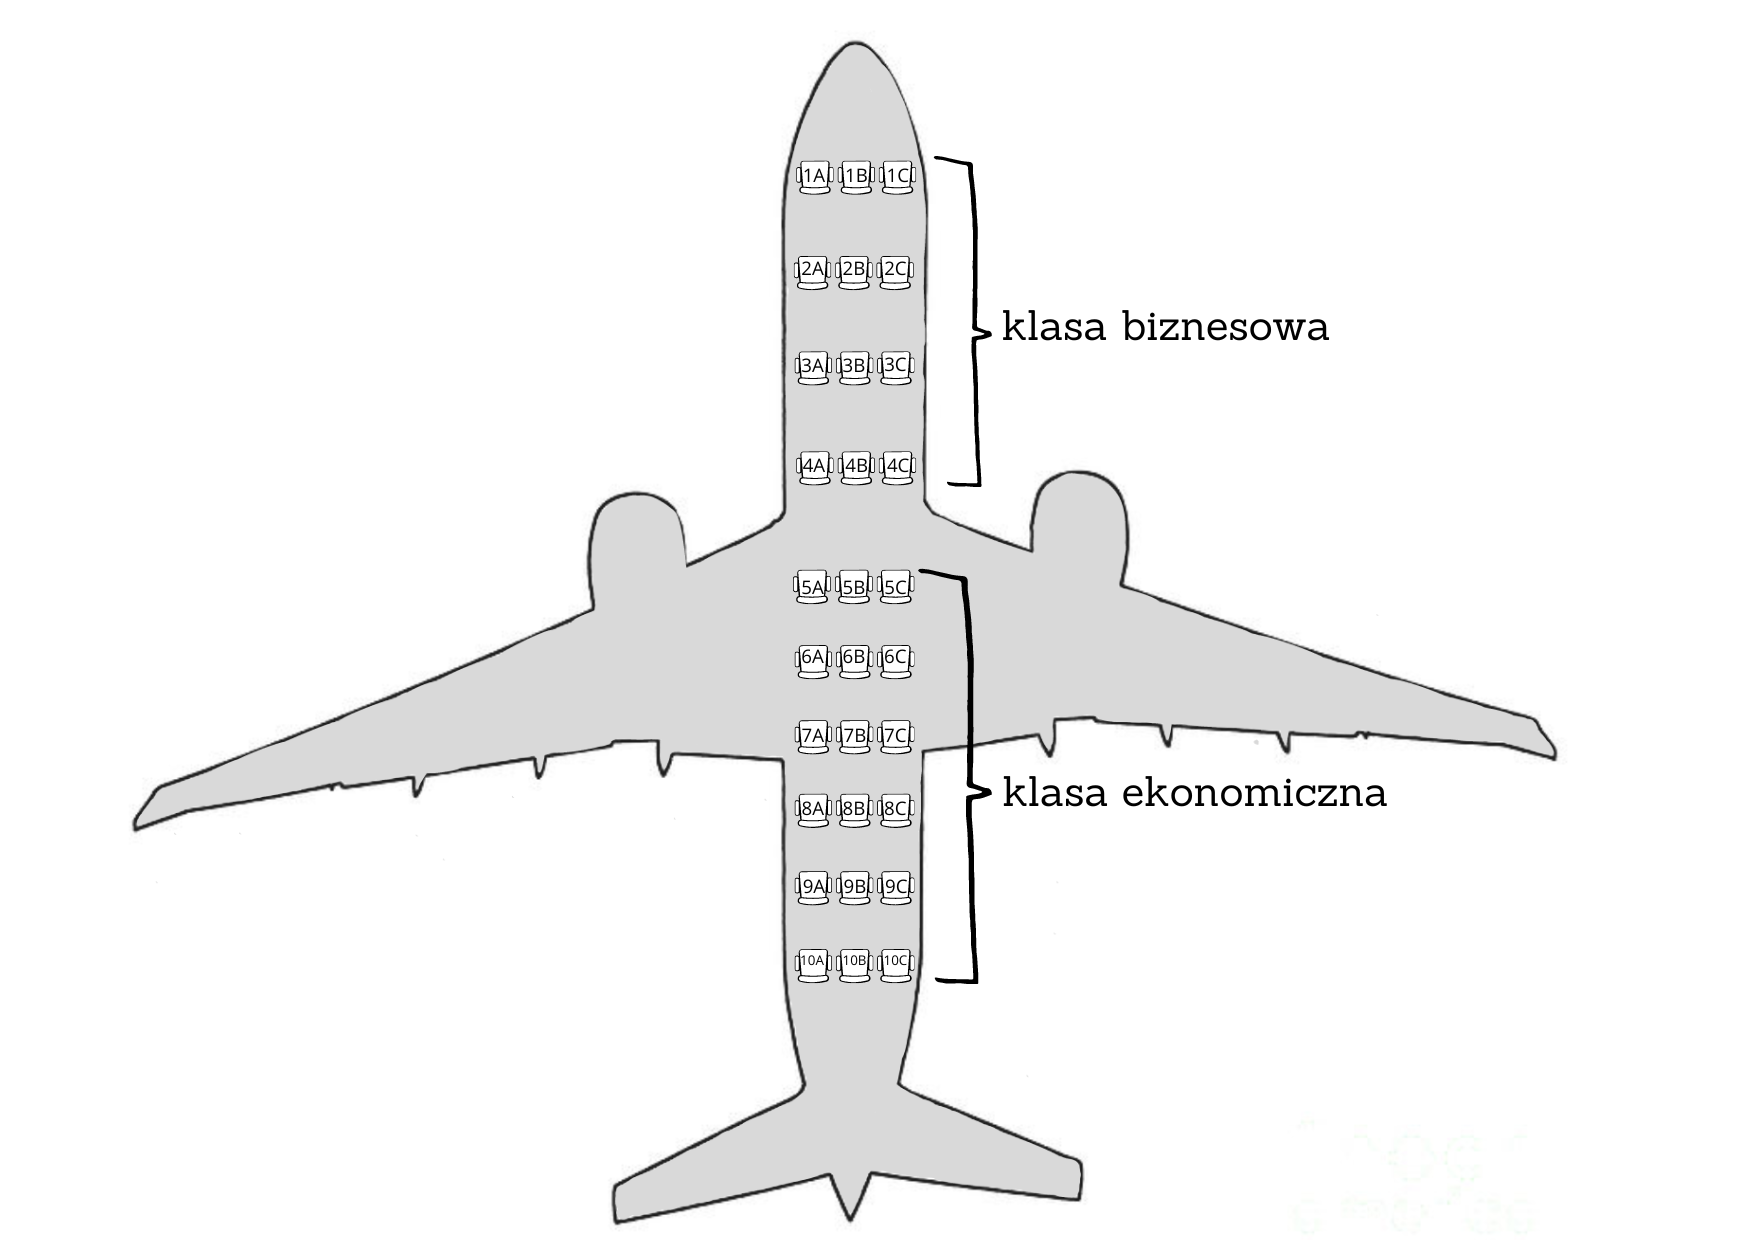 1A 1B 1C
2A 2B 2C
3A 3B 3C
klasa biznesowa
4A 4B 4C
5A 5B 5C
6A 6B 6C
7A 7B 7C
klasa ekonomiczna
8A 8B 8C
9A 9B 9C
10A 10B 10C